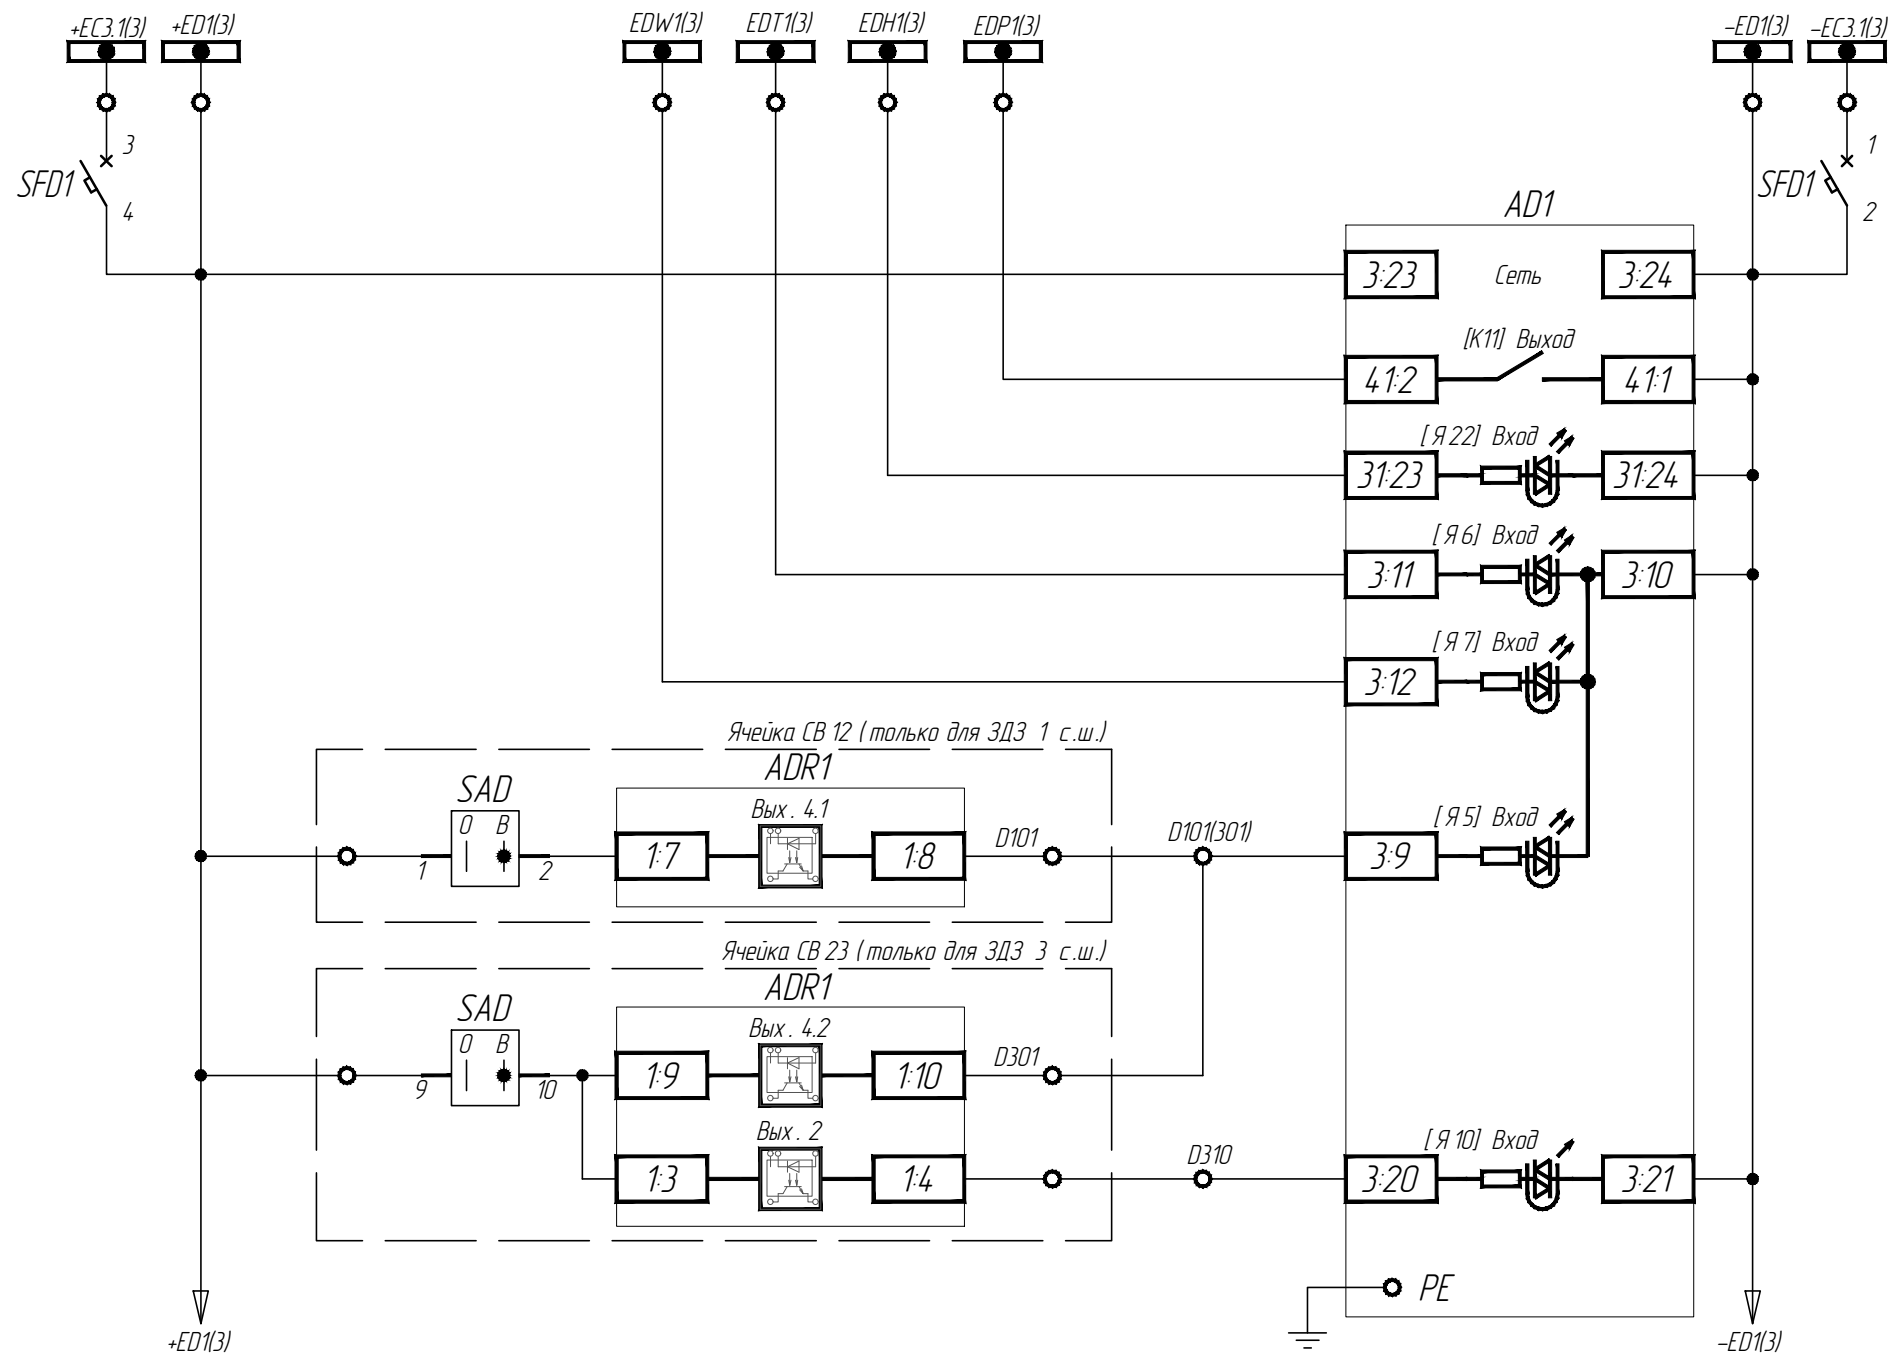 +EC3.1(3) +ED1(3) EDW1(3) EDT1(3) EDH1(3) EDP1(3) -ED1(3) -EC3.1(3)
3 1
SFD1 SFD1
4 2
AD1
3:23 Сеть 3:24
[K11] Выход
41:2 41:1
[Я22] Вход
31:23 31:24
[Я6] Вход
3:11 3:10
[Я7] Вход
3:12
Ячейка СВ 12 (только для ЗДЗ 1 с.ш.)
SAD ADR1
O B Вых. 4.1 [Я5] Вход
1 2 1:7 1:8 D101 D101(301) 3:9
Ячейка СВ 23 (только для ЗДЗ 3 с.ш.)
SAD ADR1
O B Вых. 4.2
9 10 1:9 1:10 D301
Вых. 2 [Я10] Вход
1:3 1:4 D310 3:20 3:21
PE
+ED1(3) -ED1(3)